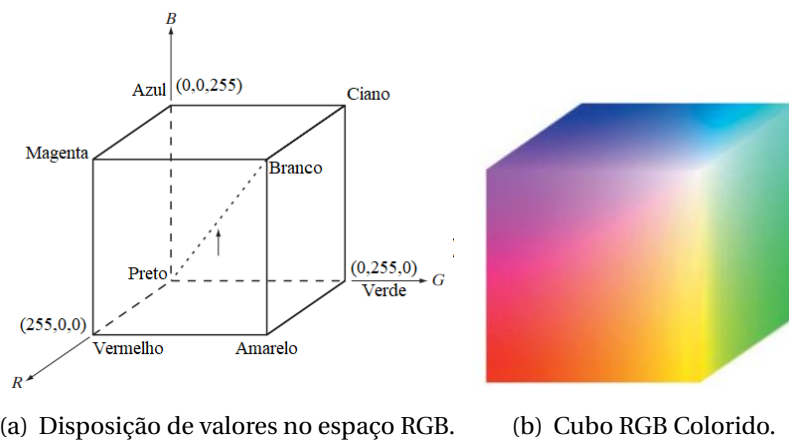 B
Azul (0,0,255)
Ciano
Magenta
Branco
Preto
(0,255,0)
G
Verde
(255,0,0)
Vermelho
Amarelo
R
(a) Disposição de valores no espaço RGB.
(b) Cubo RGB Colorido.